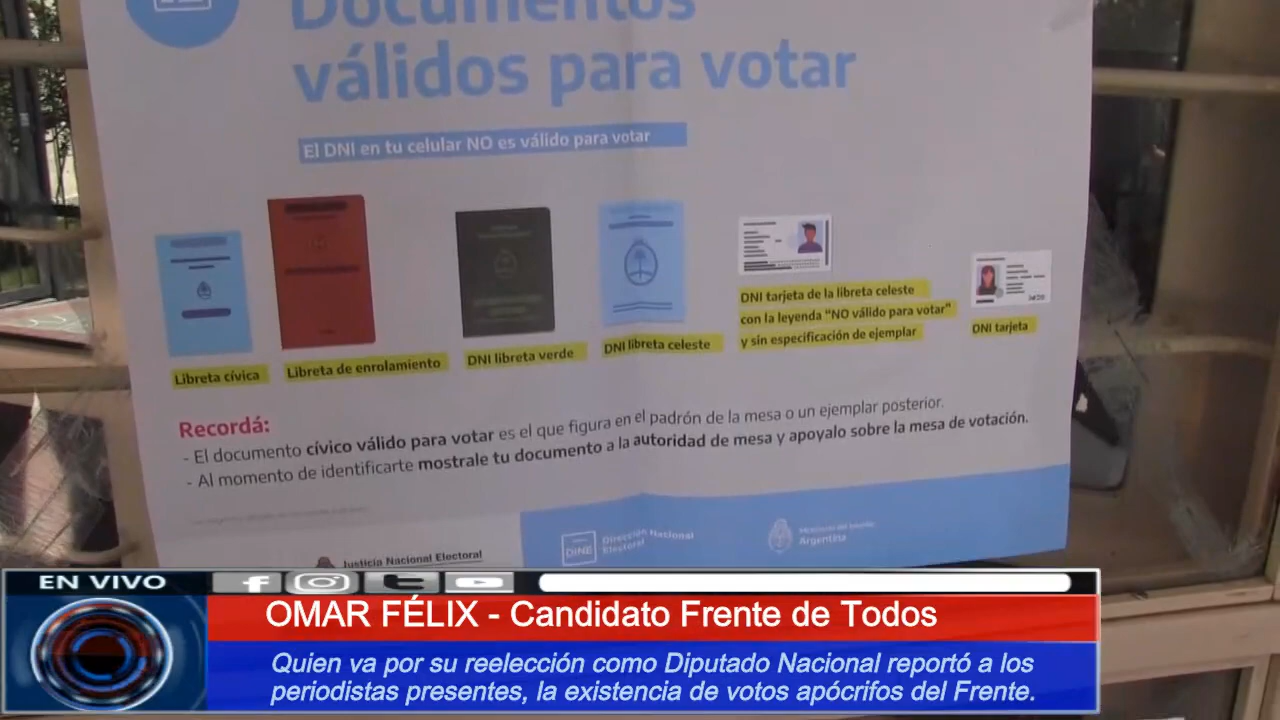 Documentos
válidos para votar
El DNI en tu celular NO es válido para votar
Libreta cívica
Libreta de enrolamiento
DNI libreta verde
DNI libreta celeste
DNI tarjeta de la libreta celeste
con la leyenda “NO válido para votar”
y sin especificación de ejemplar
DNI tarjeta
Recordá:
- El documento cívico válido para votar es el que figura en el padrón de la mesa o un ejemplar posterior.
- Al momento de identificarte mostrale tu documento a la autoridad de mesa y apoyalo sobre la mesa de votación.
Justicia Nacional Electoral
DINE
Dirección Nacional
Electoral
Argentina
EN VIVO
OMAR FÉLIX - Candidato Frente de Todos
Quien va por su reelección como Diputado Nacional reportó a los
periodistas presentes, la existencia de votos apócrifos del Frente.